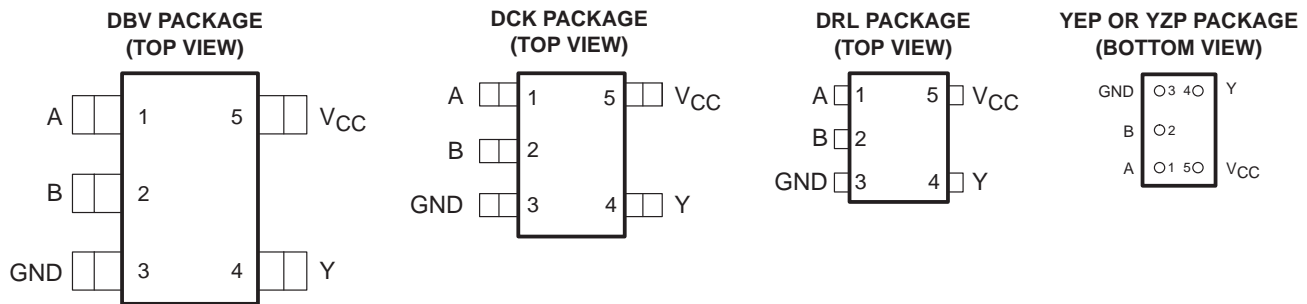 DBV PACKAGE
(TOP VIEW)
A 1 5 VCC
B 2
GND 3 4 Y
DCK PACKAGE
(TOP VIEW)
A 1 5 VCC
B 2
GND 3 4 Y
DRL PACKAGE
(TOP VIEW)
A 1 5 VCC
B 2
GND 3 4 Y
YEP OR YZP PACKAGE
(BOTTOM VIEW)
GND 3 4 Y
B 2
A 1 5 VCC